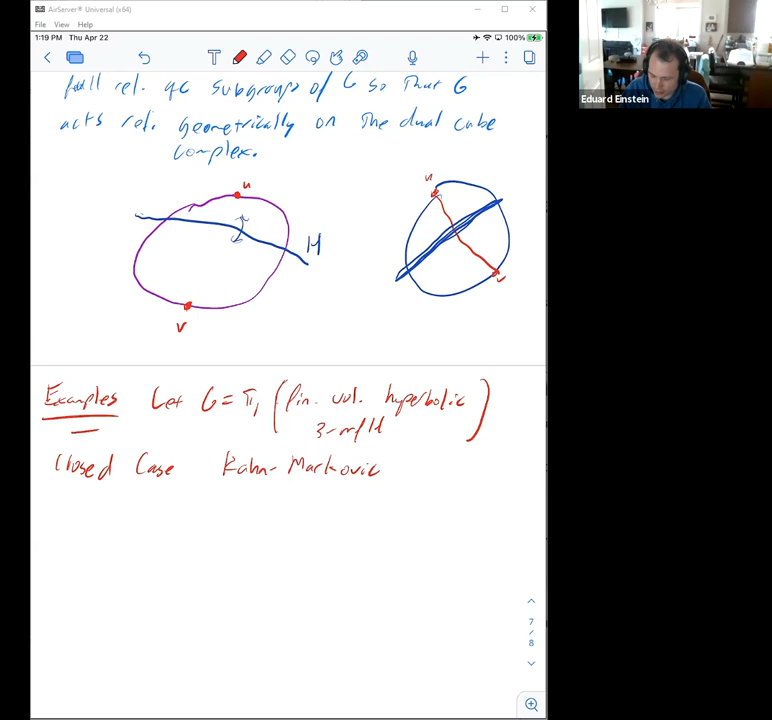 AirServer® Universal (x64)
File Edit View Help
1:19 PM Thu Apr 22
100%
T
Eduard Einstein
full rel. qc subgroups of G so that G
acts rel. geometrically on the dual cube
complex.
u
H
v
u
v
Examples Let G = π₁ (fin. vol. hyperbolic
3-mfld)
Closed Case Kahn-Markovic
7
/
8